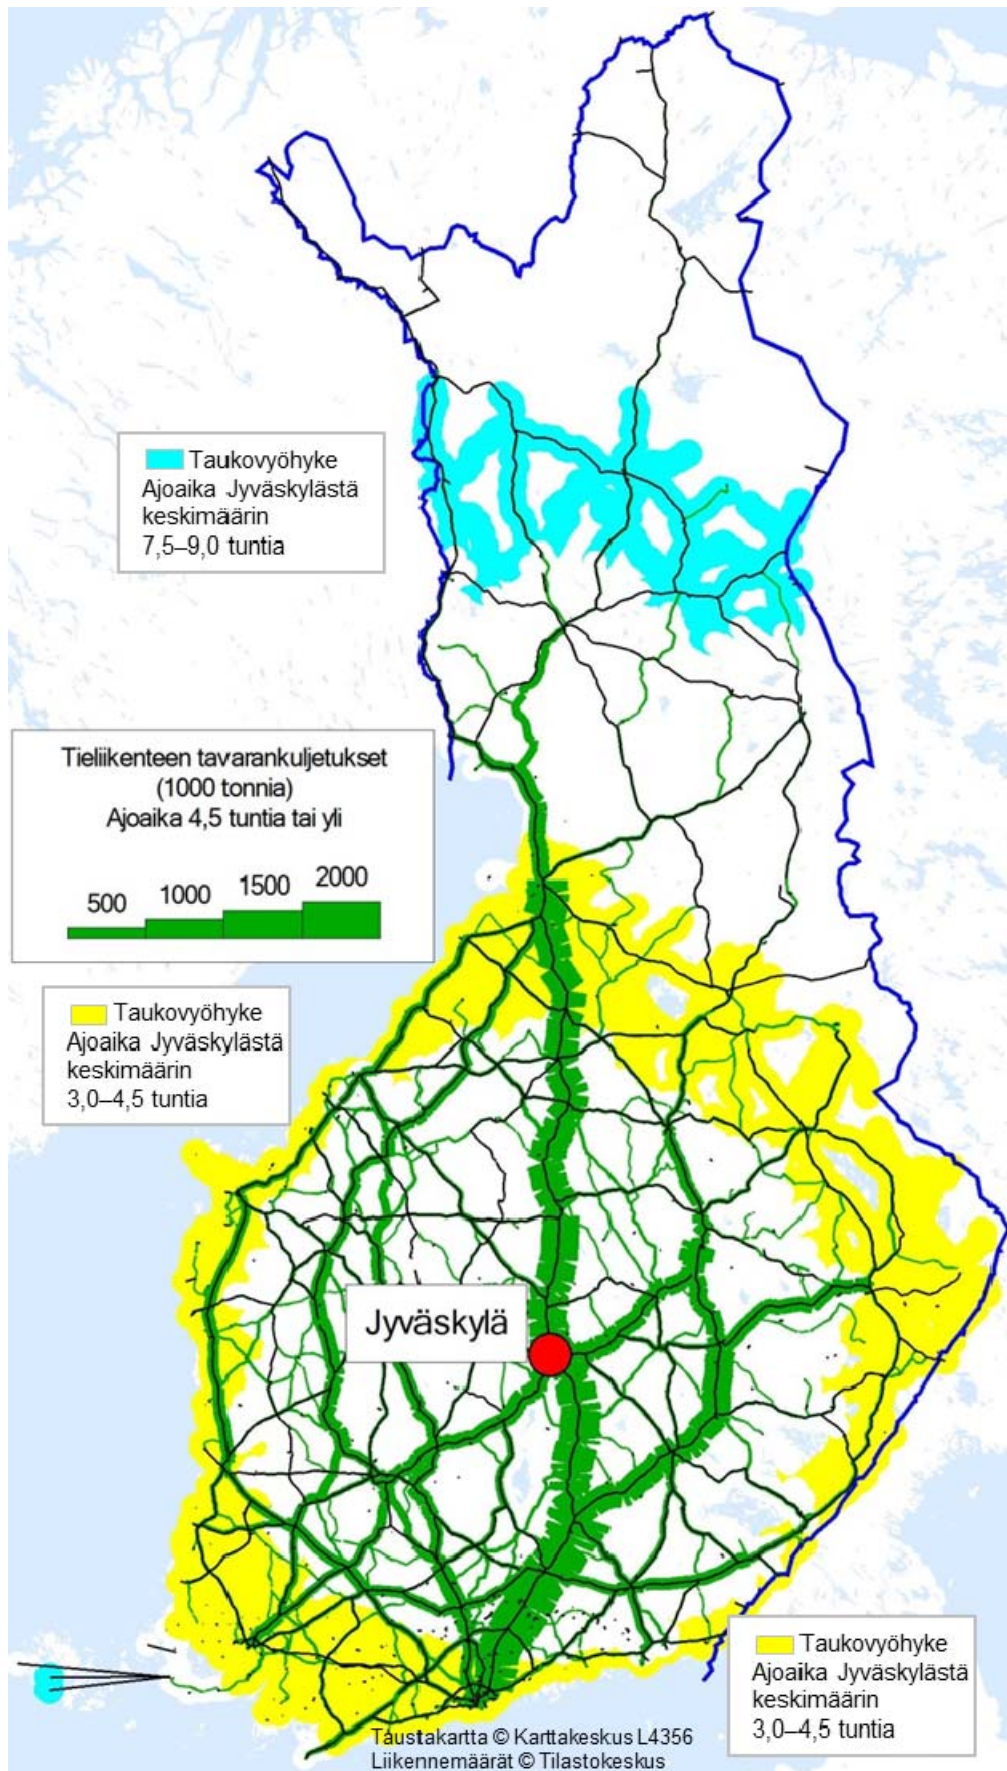 Taukovyöhyke
Ajoaika Jyväskylästä
keskimäärin
7,5–9,0 tuntia
Tieliikenteen tavarankuljetukset
(1000 tonnia)
Ajoaika 4,5 tuntia tai yli
500 1000 1500 2000
Taukovyöhyke
Ajoaika Jyväskylästä
keskimäärin
3,0–4,5 tuntia
Jyväskylä
Taukovyöhyke
Ajoaika Jyväskylästä
keskimäärin
3,0–4,5 tuntia
Taustakartta © Karttakeskus L4356
Liikennemäärät © Tilastokeskus